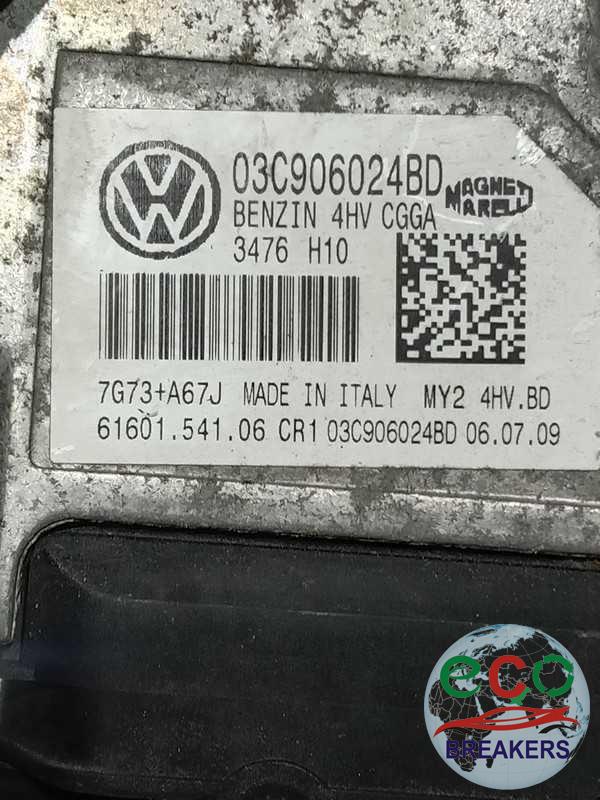 03C906024BD
MAGNETI
MARELLI
BENZIN 4HV CGGA
3476 H10
7G73+A67J MADE IN ITALY MY2 4HV.BD
61601.541.06 CR1 03C906024BD 06.07.09
eco
BREAKERS